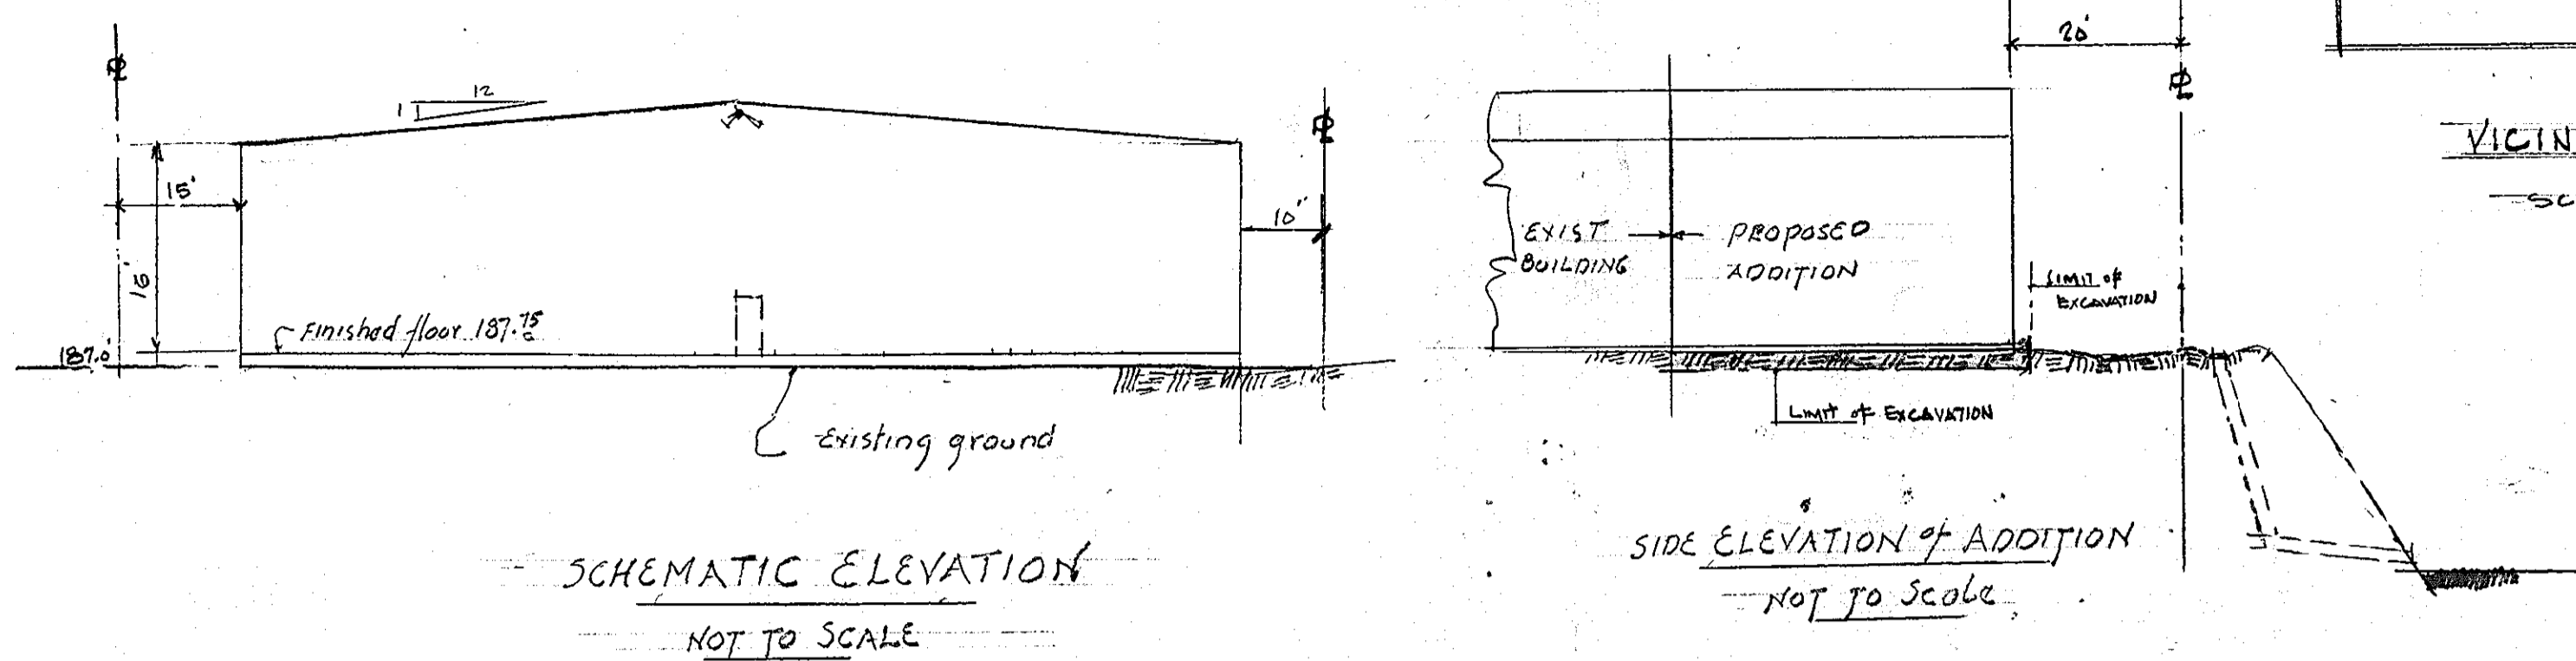 12
1
15'
16'
10"
Finished floor 187.75
187.0'
Existing ground
SCHEMATIC ELEVATION
NOT TO SCALE
20'
EXIST
BUILDING
PROPOSED
ADDITION
LIMIT of
EXCAVATION
LIMIT of EXCAVATION
SIDE ELEVATION of ADDITION
NOT TO Scale
VICIN
SC